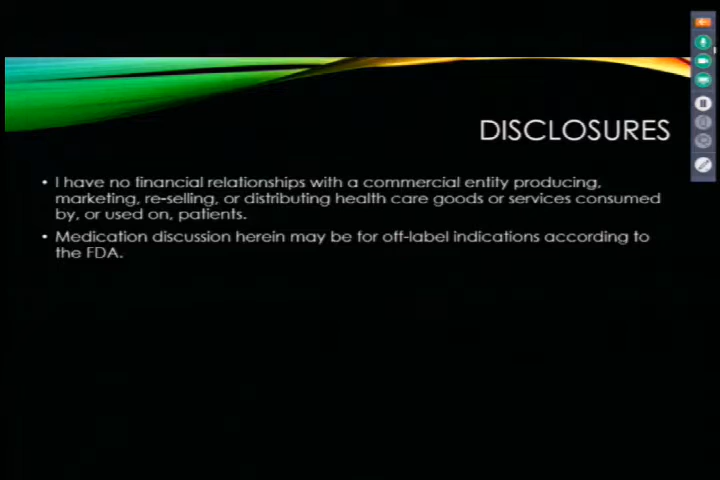 DISCLOSURES
• I have no financial relationships with a commercial entity producing,
marketing, re-selling, or distributing health care goods or services consumed
by, or used on, patients.
• Medication discussion herein may be for off-label indications according to
the FDA.